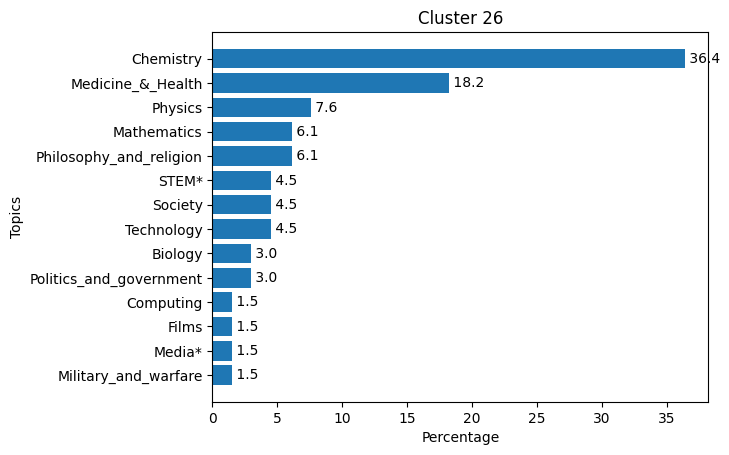 Cluster 26
Chemistry 36.4
Medicine_&_Health 18.2
Physics 7.6
Mathematics 6.1
Philosophy_and_religion 6.1
STEM* 4.5
Society 4.5
Technology 4.5
Biology 3.0
Politics_and_government 3.0
Computing 1.5
Films 1.5
Media* 1.5
Military_and_warfare 1.5
Topics
0 5 10 15 20 25 30 35
Percentage